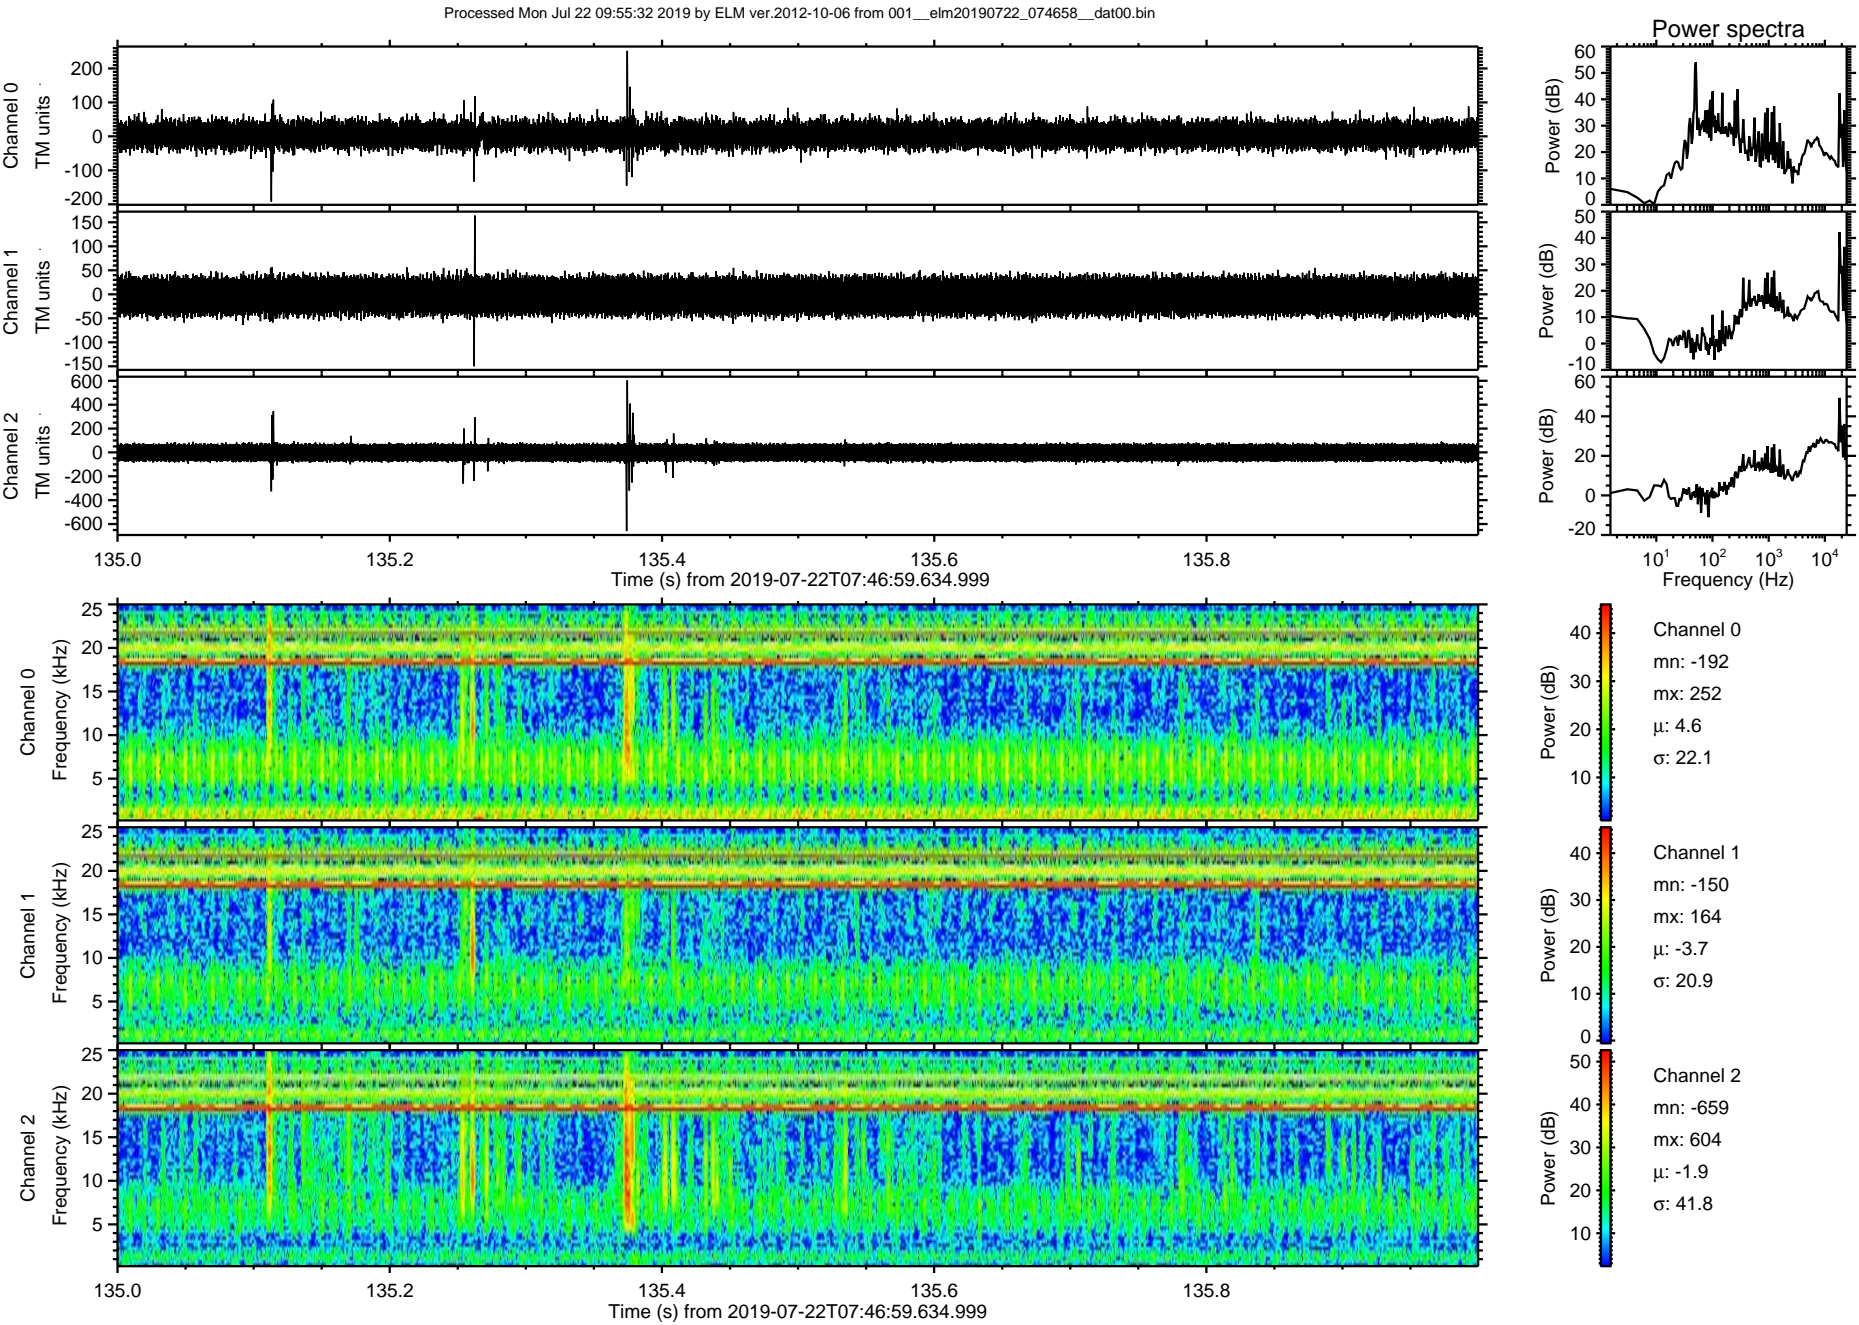 Processed Mon Jul 22 09:55:32 2019 by ELM ver.2012-10-06 from 001__elm20190722_074658__dat00.bin
Power spectra
Channel 0
TM units
200
100
0
-100
-200
Power (dB)
60
50
40
30
20
10
0
Channel 1
TM units
150
100
50
0
-50
-100
-150
Power (dB)
50
40
30
20
10
0
-10
Channel 2
TM units
600
400
200
0
-200
-400
-600
Power (dB)
60
40
20
0
-20
135.0 135.2 135.4 135.6 135.8
Time (s) from 2019-07-22T07:46:59.634.999
10¹ 10² 10³ 10⁴
Frequency (Hz)
Channel 0
Frequency (kHz)
25
20
15
10
5
Power (dB)
40
30
20
10
Channel 0
mn: -192
mx: 252
μ: 4.6
σ: 22.1
Channel 1
Frequency (kHz)
25
20
15
10
5
Power (dB)
40
30
20
10
0
Channel 1
mn: -150
mx: 164
μ: -3.7
σ: 20.9
Channel 2
Frequency (kHz)
25
20
15
10
5
Power (dB)
50
40
30
20
10
Channel 2
mn: -659
mx: 604
μ: -1.9
σ: 41.8
135.0 135.2 135.4 135.6 135.8
Time (s) from 2019-07-22T07:46:59.634.999